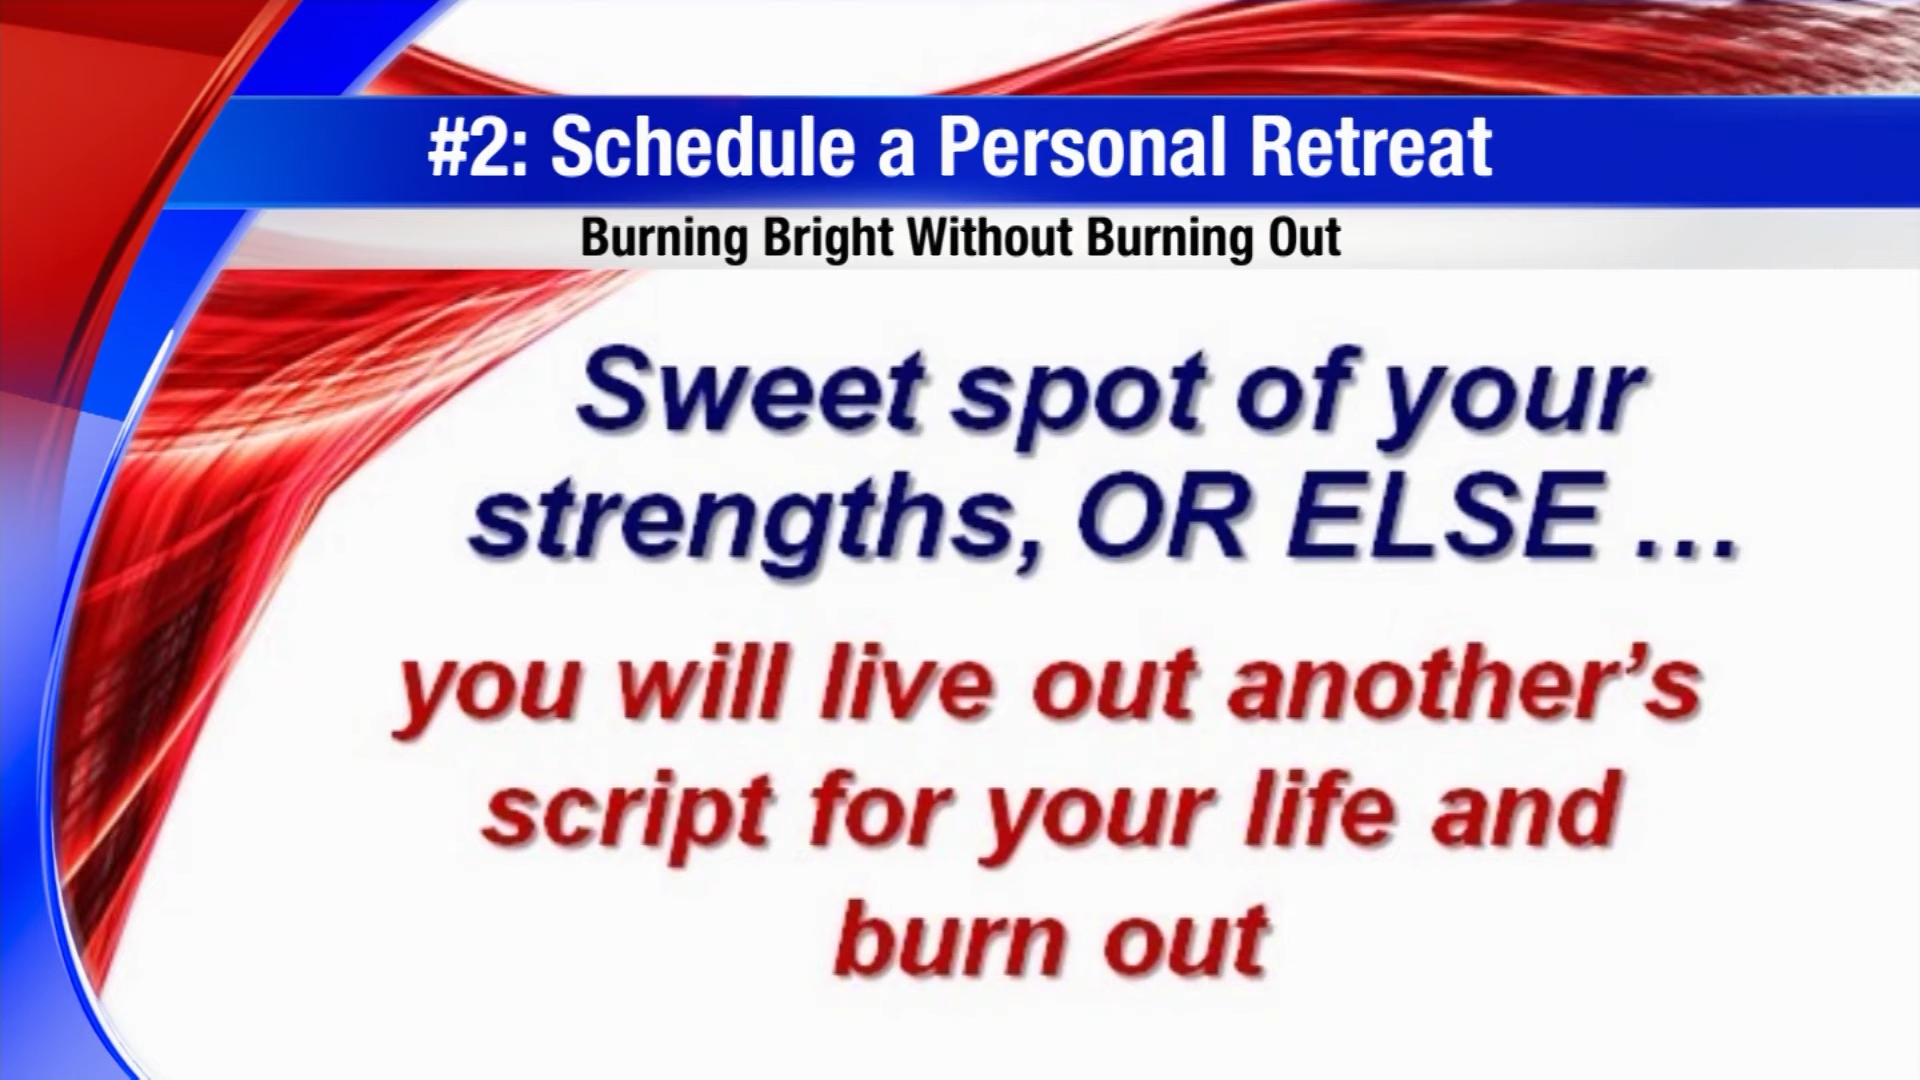 #2: Schedule a Personal Retreat
Burning Bright Without Burning Out
Sweet spot of your
strengths, OR ELSE ...
you will live out another’s
script for your life and
burn out